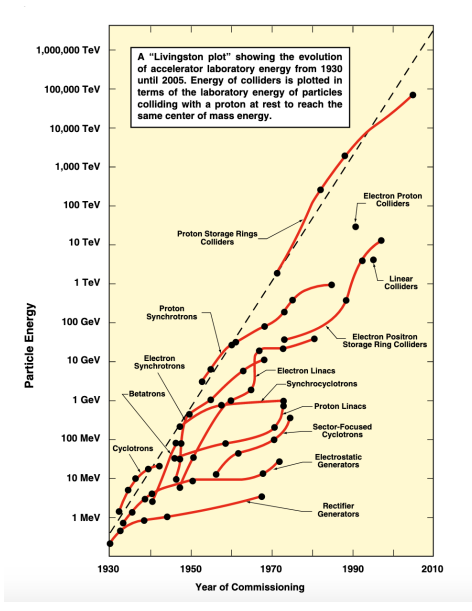 A “Livingston plot” showing the evolution
of accelerator laboratory energy from 1930
until 2005. Energy of colliders is plotted in
terms of the laboratory energy of particles
colliding with a proton at rest to reach the
same center of mass energy.
1,000,000 TeV
100,000 TeV
10,000 TeV
1,000 TeV
100 TeV
10 TeV
1 TeV
100 GeV
10 GeV
1 GeV
100 MeV
10 MeV
1 MeV
Particle Energy
Electron Proton
Colliders
Proton Storage Rings
Colliders
Linear
Colliders
Proton
Synchrotrons
Electron Positron
Storage Ring Colliders
Electron
Synchrotrons
Electron Linacs
Synchrocyclotrons
Betatrons
Proton Linacs
Sector-Focused
Cyclotrons
Cyclotrons
Electrostatic
Generators
Rectifier
Generators
1930
1950
1970
1990
2010
Year of Commissioning